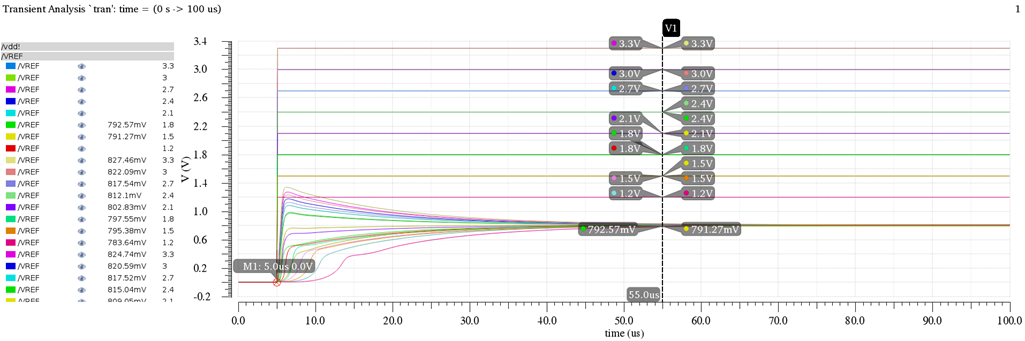 Transient Analysis `tran': time = (0 s -> 100 us) 1
/vdd!
/VREF
/VREF 3.3
/VREF 3
/VREF 2.7
/VREF 2.4
/VREF 2.1
/VREF 792.57mV 1.8
/VREF 791.27mV 1.5
/VREF 1.2
/VREF 827.46mV 3.3
/VREF 822.09mV 3
/VREF 817.54mV 2.7
/VREF 812.1mV 2.4
/VREF 802.83mV 2.1
/VREF 797.55mV 1.8
/VREF 795.38mV 1.5
/VREF 783.64mV 1.2
/VREF 824.74mV 3.3
/VREF 820.59mV 3
/VREF 817.52mV 2.7
/VREF 815.04mV 2.4
/VREF 809.05mV 2.1
V (V)
3.4
3.0
2.6
2.2
1.8
1.4
1.0
0.6
0.2
-0.2
V1
3.3V 3.3V
3.0V 3.0V
2.7V 2.7V
2.4V
2.1V 2.4V
1.8V 2.1V
1.8V 1.8V
1.5V
1.5V 1.5V
1.2V 1.2V
792.57mV 791.27mV
M1: 5.0us 0.0V
55.0us
0.0 10.0 20.0 30.0 40.0 50.0 60.0 70.0 80.0 90.0 100.0
time (us)